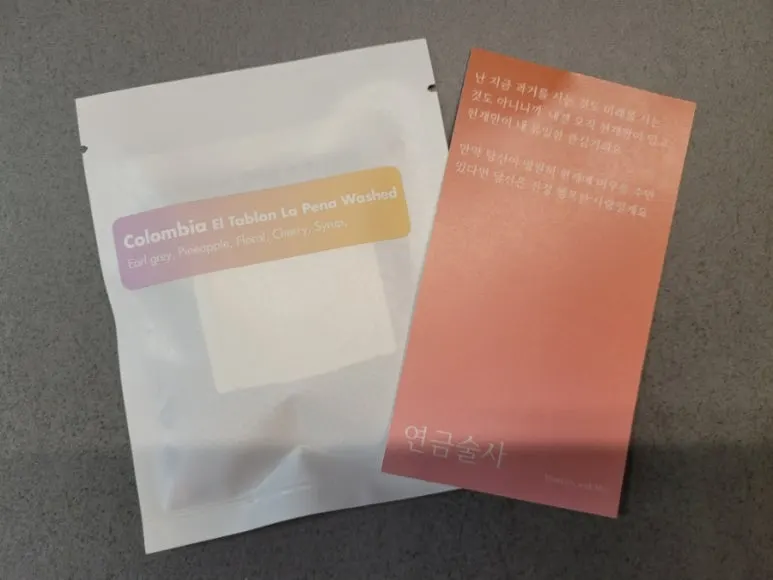 Colombia El Tablon La Pena Washed
Earl grey, Pineapple, Floral, Cherry, Syrup,
난 지금 과거를 사는 것도 미래를 사는
것도 아니니까 내겐 오직 현재만이 있고
현재만이 내 유일한 관심거리요
만약 당신이 영원히 현재에 머무를 수만
있다면 당신은 진정 행복한 사람일게요
연금술사